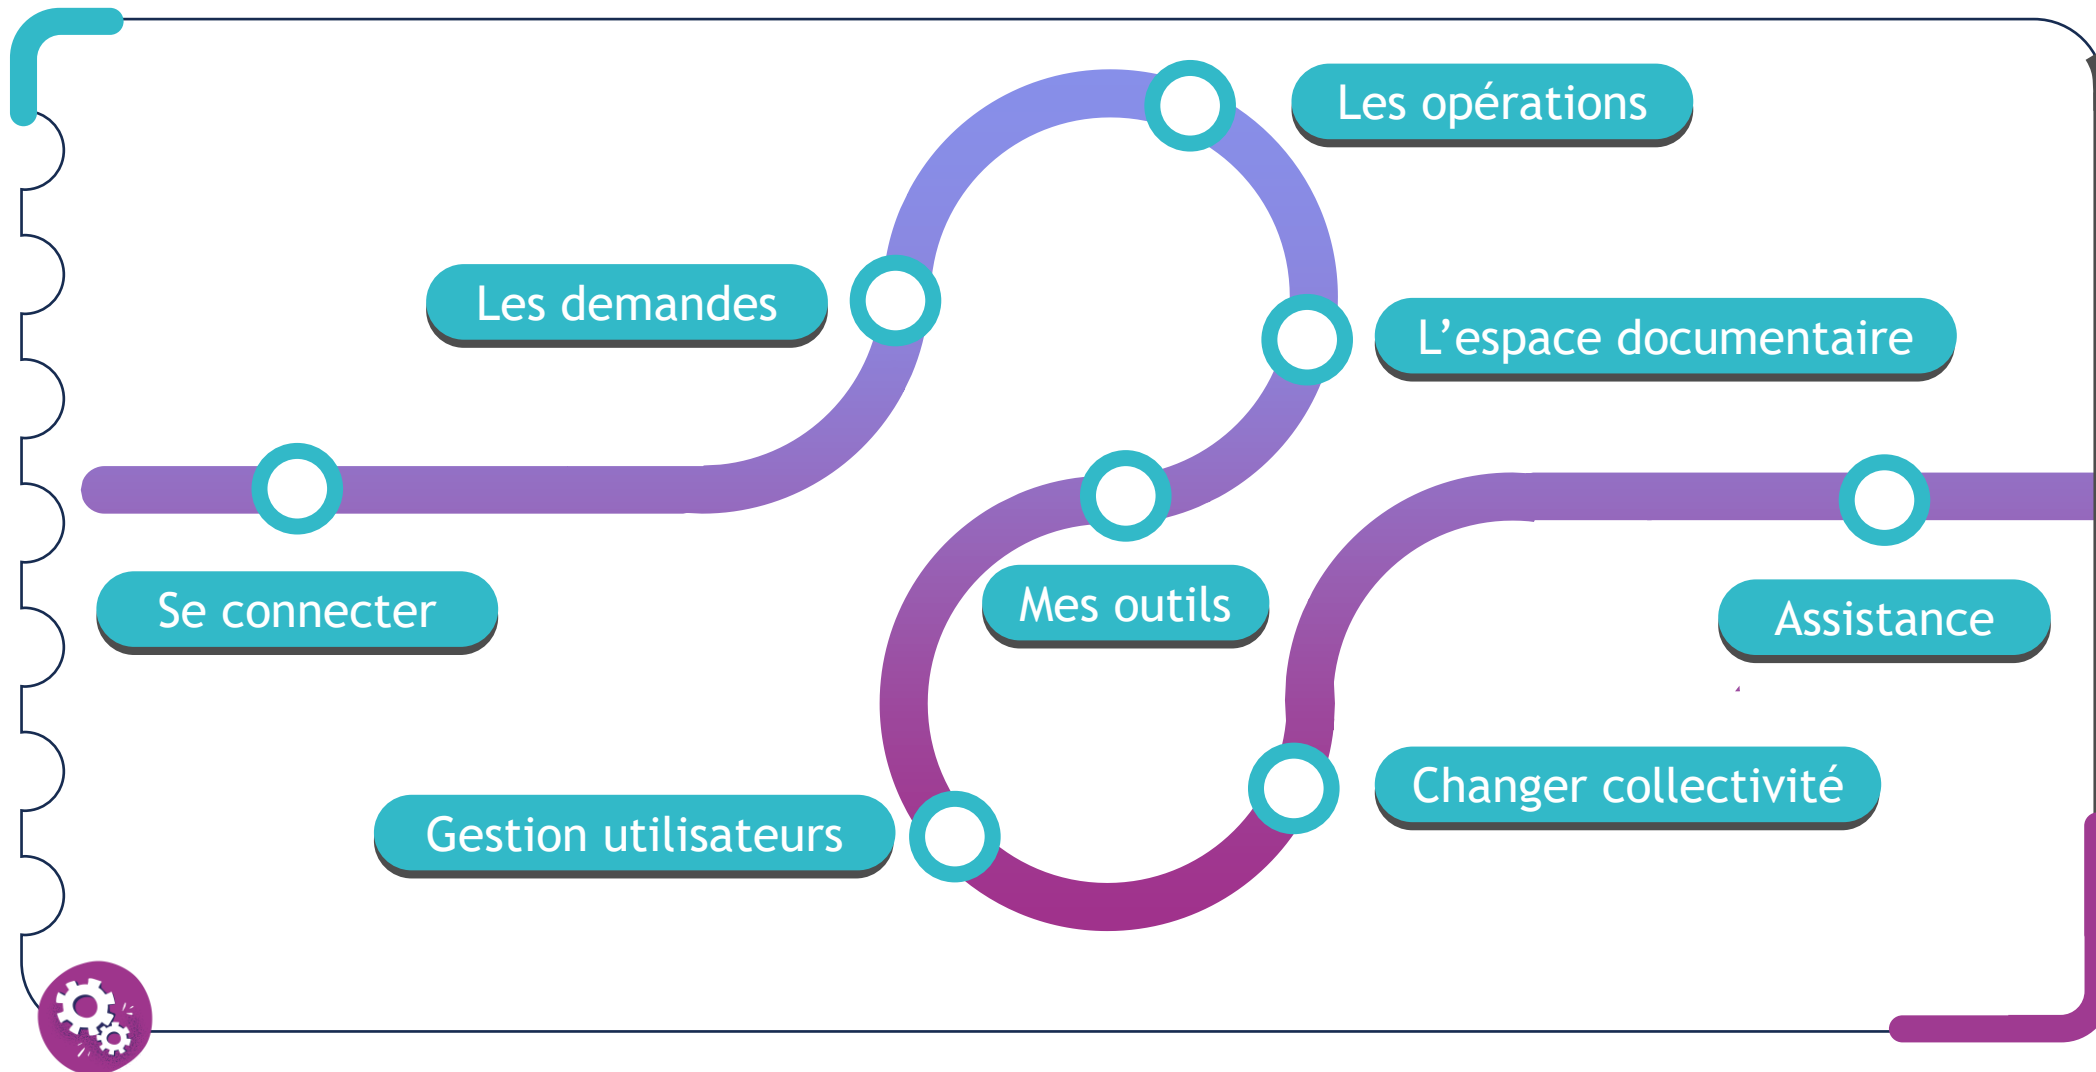 Les opérations
Les demandes
L’espace documentaire
Se connecter
Mes outils
Assistance
Changer collectivité
Gestion utilisateurs